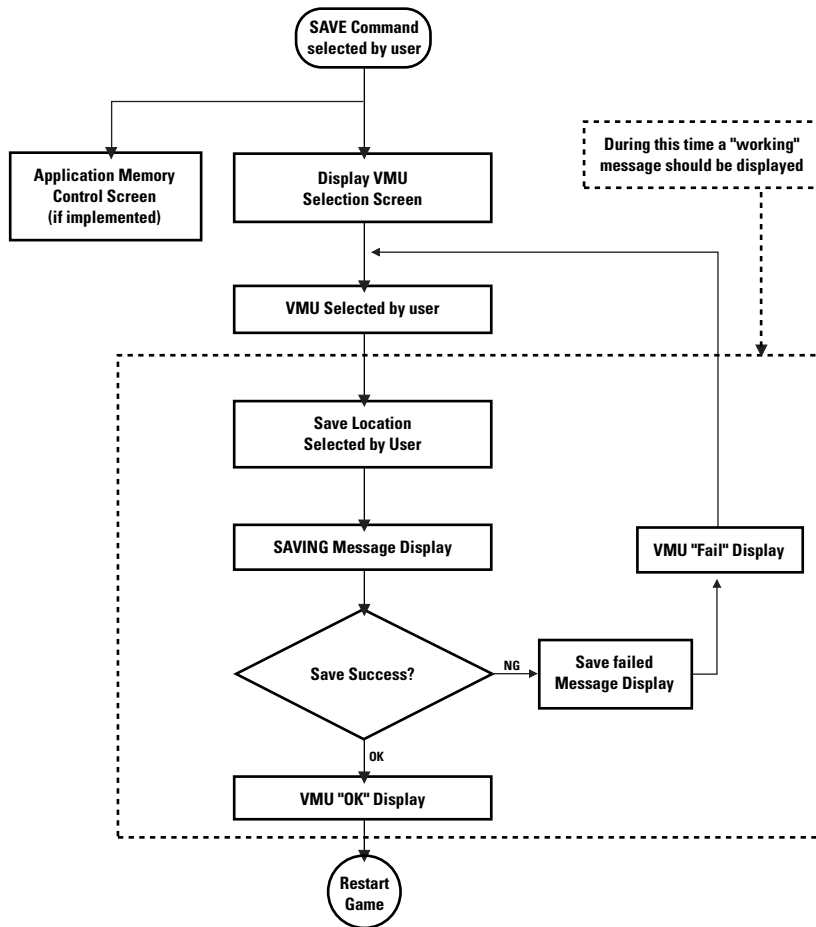 SAVE Command
selected by user
During this time a "working"
message should be displayed
Application Memory
Control Screen
(if implemented)
Display VMU
Selection Screen
VMU Selected by user
Save Location
Selected by User
SAVING Message Display
VMU "Fail" Display
Save Success?
NG
Save failed
Message Display
OK
VMU "OK" Display
Restart
Game